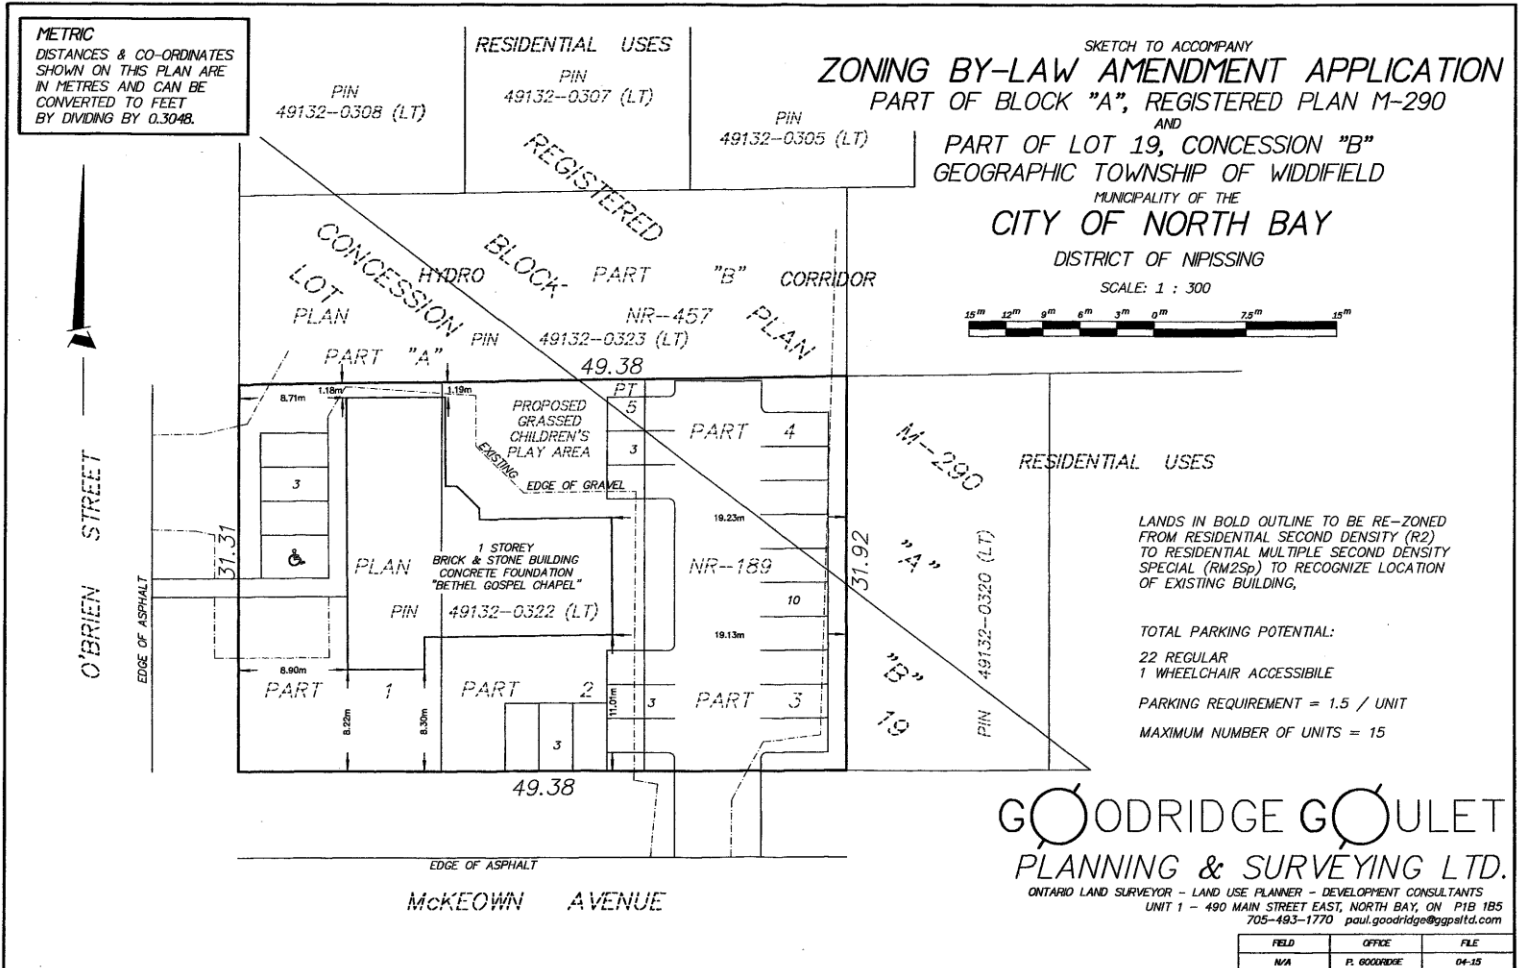 METRIC
DISTANCES & CO-ORDINATES
SHOWN ON THIS PLAN ARE
IN METRES AND CAN BE
CONVERTED TO FEET
BY DIVIDING BY 0.3048.
SKETCH TO ACCOMPANY
ZONING BY-LAW AMENDMENT APPLICATION
PART OF BLOCK "A", REGISTERED PLAN M-290
AND
PART OF LOT 19, CONCESSION "B"
GEOGRAPHIC TOWNSHIP OF WIDDIFIELD
MUNICIPALITY OF THE
CITY OF NORTH BAY
DISTRICT OF NIPISSING
SCALE: 1 : 300
15m 12m 9m 6m 3m 0m 7.5m 15m
RESIDENTIAL USES
PIN
49132-0308 (LT)
PIN
49132-0307 (LT)
PIN
49132-0305 (LT)
REGISTERED
CONCESSION
BLOCK
LOT
PLAN
HYDRO
PART "B" CORRIDOR
PLAN
NR-457
PIN 49132-0323 (LT)
PART "A"
49.38
1.18m
1.19m
8.71m
PT
5
PROPOSED
GRASSED
CHILDREN'S
PLAY AREA
PART 4
3
EXISTING
EDGE OF GRAVEL
3
M-290
RESIDENTIAL USES
O'BRIEN STREET
EDGE OF ASPHALT
31.31
19.23m
31.92
1 STOREY
BRICK & STONE BUILDING
CONCRETE FOUNDATION
"BETHEL GOSPEL CHAPEL"
PLAN
NR-189
"A"
PIN 49132-0322 (LT)
10
19.13m
PIN 49132-0320 (LT)
"B"
19
8.90m
PART 1
PART 2
3
PART 3
8.22m
8.30m
11.01m
3
49.38
EDGE OF ASPHALT
McKEOWN AVENUE
LANDS IN BOLD OUTLINE TO BE RE-ZONED
FROM RESIDENTIAL SECOND DENSITY (R2)
TO RESIDENTIAL MULTIPLE SECOND DENSITY
SPECIAL (RM2Sp) TO RECOGNIZE LOCATION
OF EXISTING BUILDING,
TOTAL PARKING POTENTIAL:
22 REGULAR
1 WHEELCHAIR ACCESSIBLE
PARKING REQUIREMENT = 1.5 / UNIT
MAXIMUM NUMBER OF UNITS = 15
GOODRIDGE GOULET
PLANNING & SURVEYING LTD.
ONTARIO LAND SURVEYOR - LAND USE PLANNER - DEVELOPMENT CONSULTANTS
UNIT 1 - 490 MAIN STREET EAST, NORTH BAY, ON P1B 1B5
705-493-1770 paul.goodridge@ggpsltd.com
FIELD OFFICE FILE
N/A P. GOODRIDGE 04-15